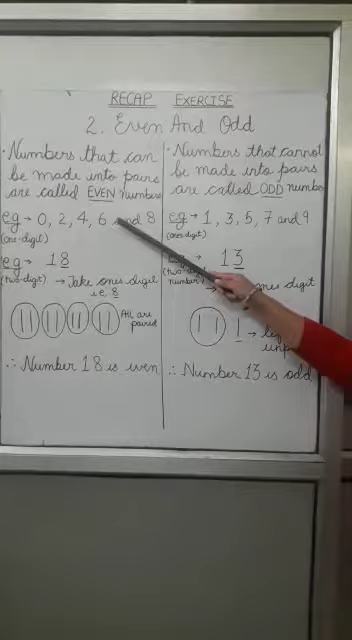 RECAP EXERCISE
2. Even And Odd
· Numbers that can
be made into pairs
are called EVEN numbers
eg → 0, 2, 4, 6 and 8
(one-digit)
eg → 18
(two-digit) → Take ones digit
i.e, 8
All are
paired
∴ Number 18 is even
· Numbers that cannot
be made into pairs
are called ODD number
eg → 1, 3, 5, 7 and 9
(one digit)
eg → 13
(two-digit
number) → ones digit
1 →
∴ Number 13 is odd